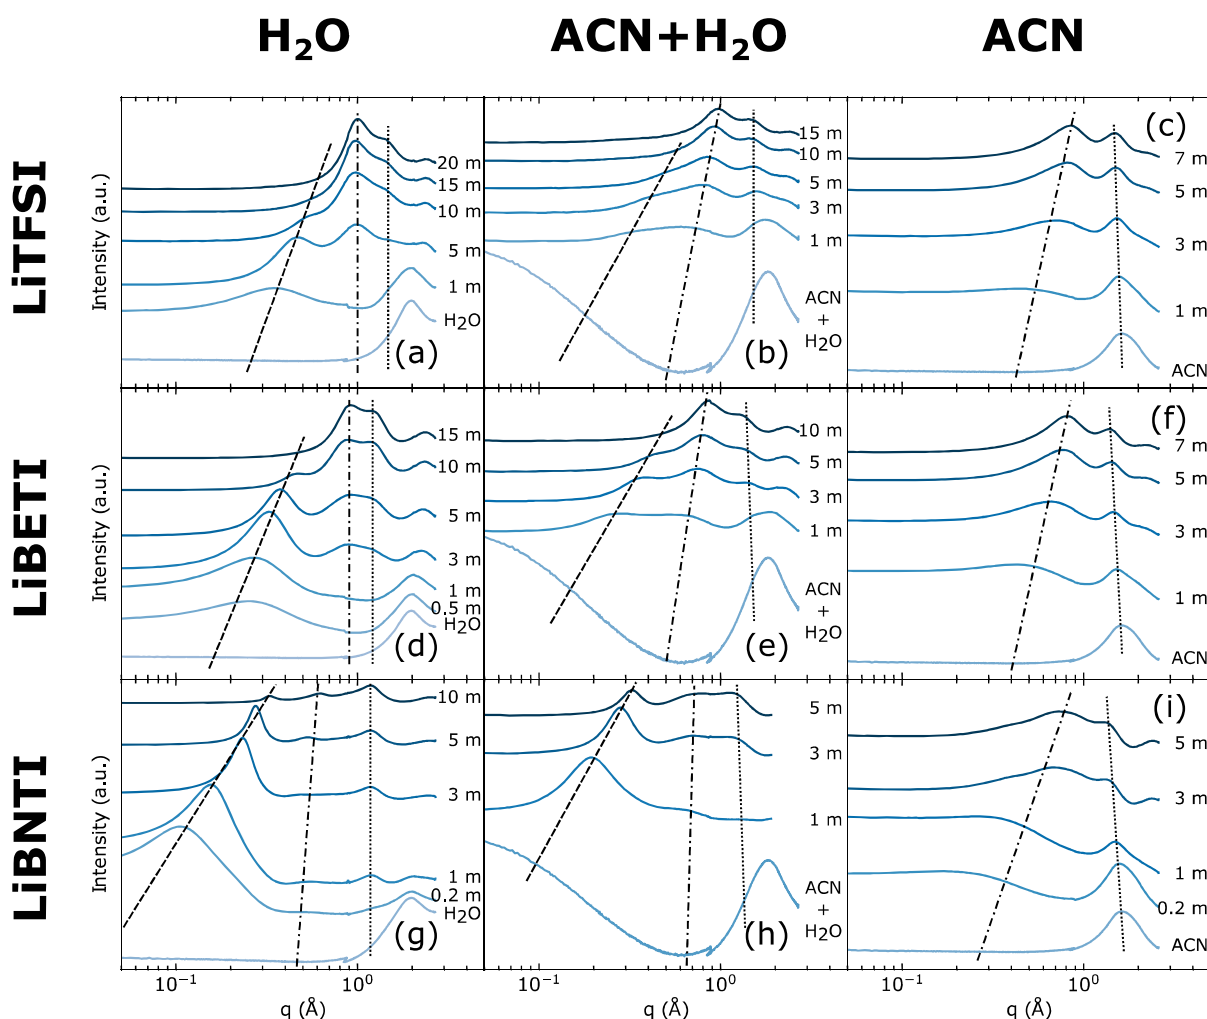 H2O
ACN+H2O
ACN
LiTFSI
Intensity (a.u.)
20 m
15 m
10 m
5 m
1 m
H2O
(a)
15 m
10 m
5 m
3 m
1 m
ACN
+
H2O
(b)
(c)
7 m
5 m
3 m
1 m
ACN
LiBETI
Intensity (a.u.)
15 m
10 m
5 m
3 m
1 m
0.5 m
H2O
(d)
10 m
5 m
3 m
1 m
ACN
+
H2O
(e)
(f)
7 m
5 m
3 m
1 m
ACN
LiBNTI
Intensity (a.u.)
10 m
5 m
3 m
1 m
0.2 m
H2O
(g)
5 m
3 m
1 m
ACN
+
H2O
(h)
(i)
5 m
3 m
1 m
0.2 m
ACN
10⁻¹
10⁰
10⁻¹
10⁰
10⁻¹
10⁰
q (Å)
q (Å)
q (Å)